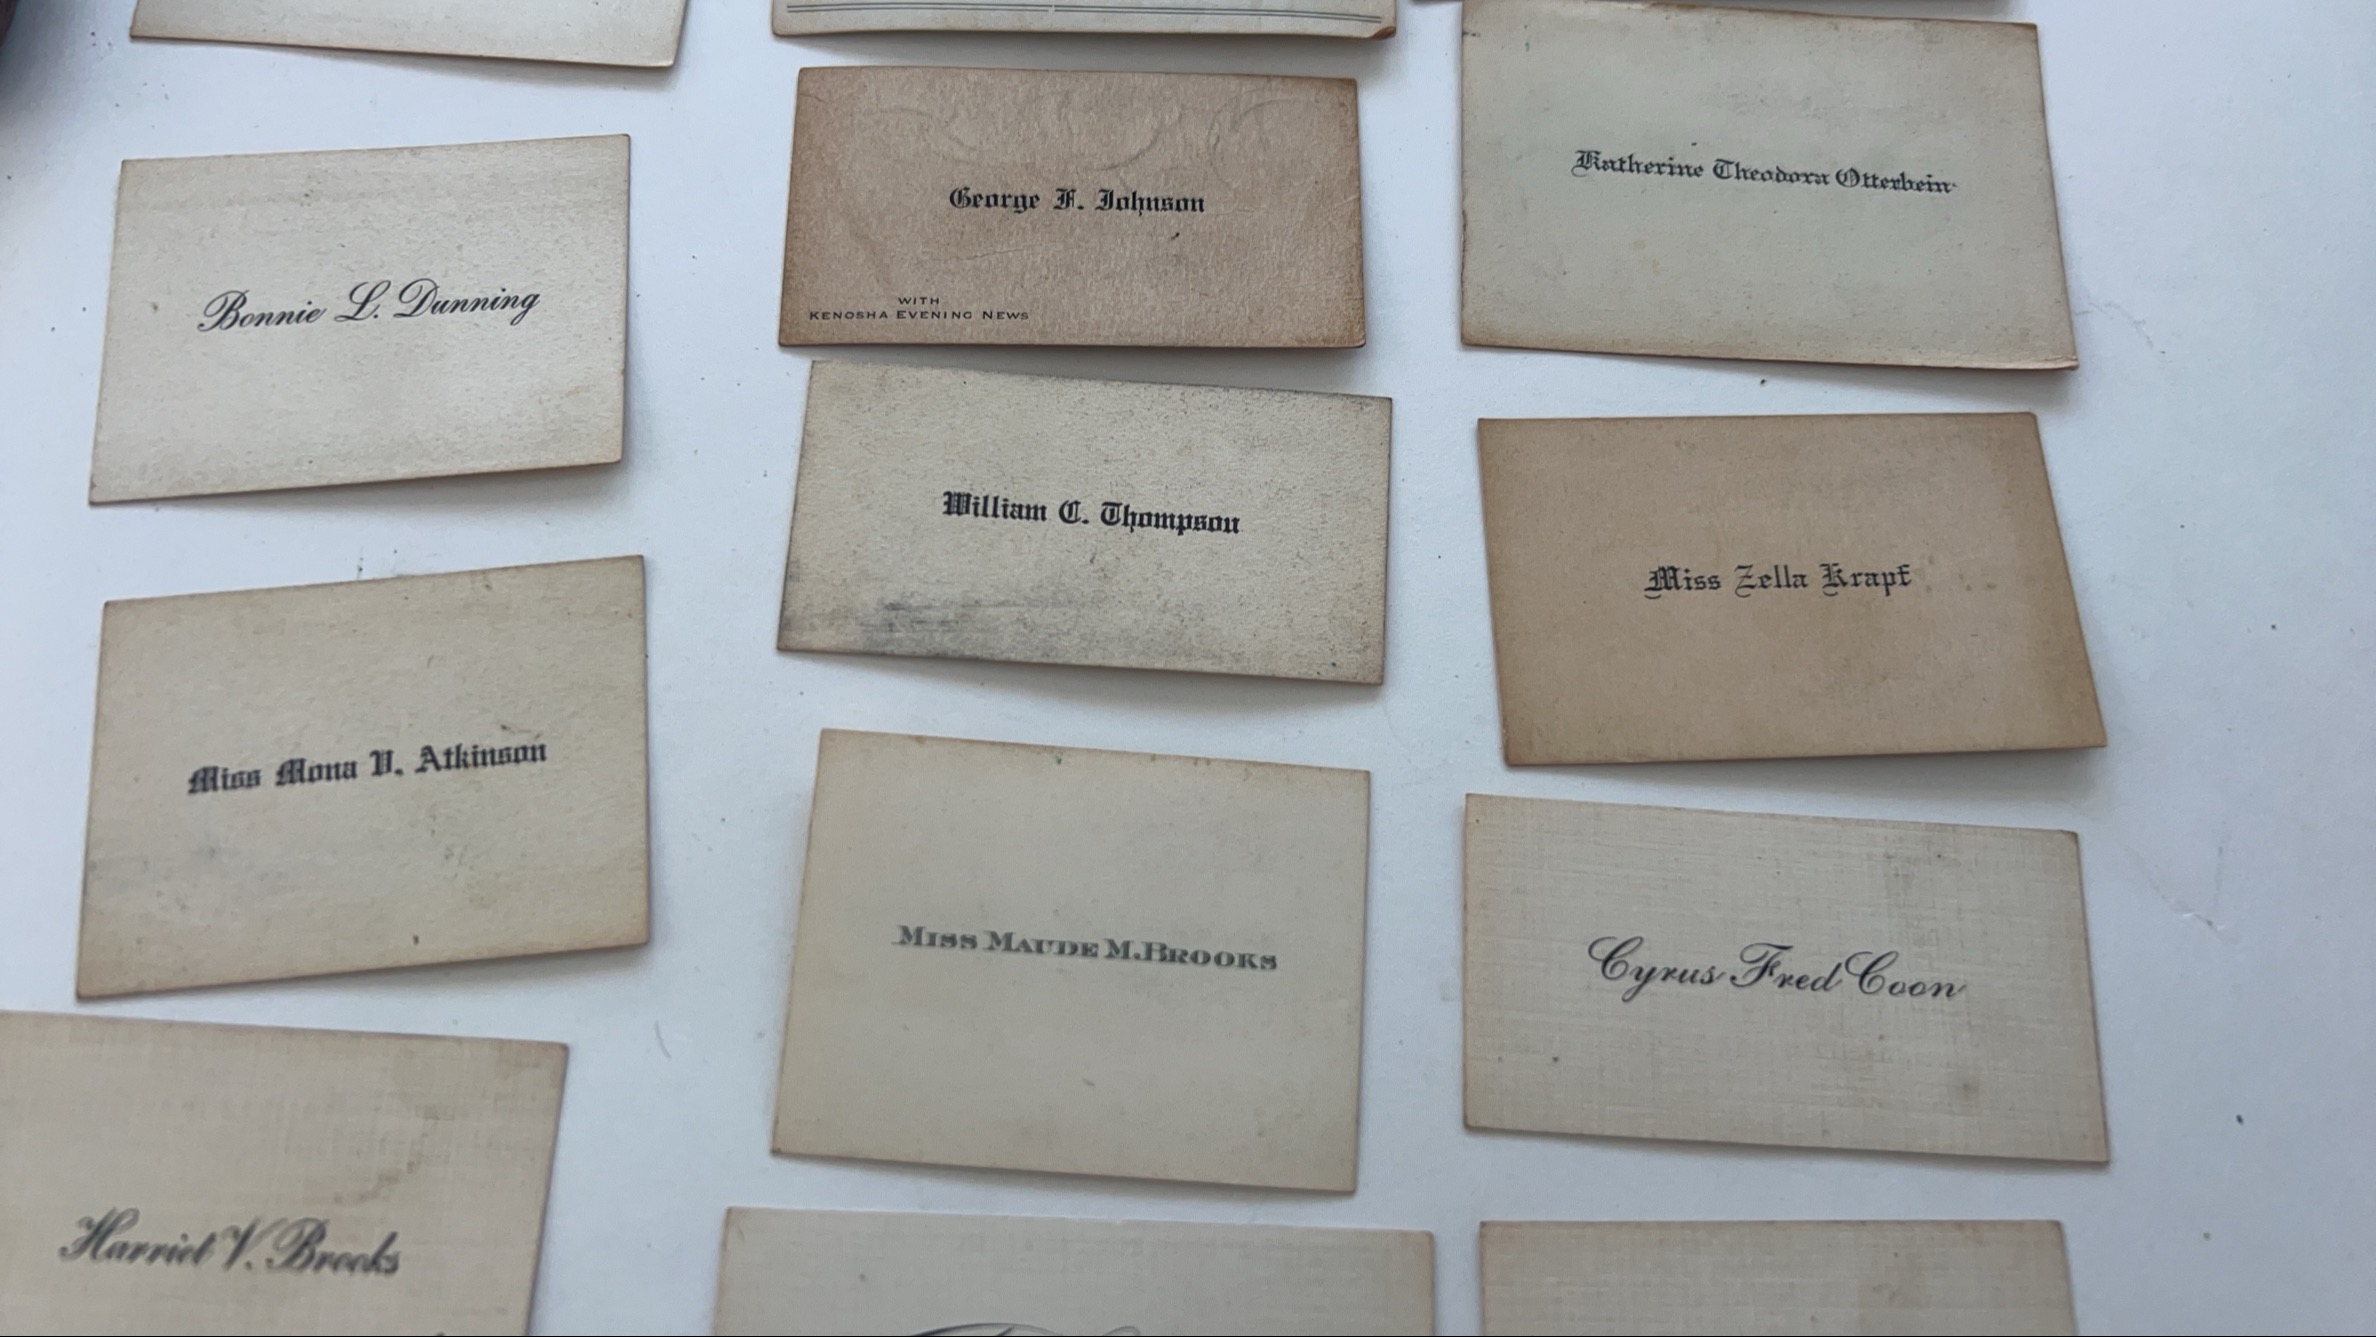 Bonnie L. Dunning
George F. Johnson
WITH
KENOSHA EVENING NEWS
Katherine Theodora Otterbein
William C. Thompson
Miss Zella Krapf
Miss Mona V. Atkinson
MISS MAUDE M. BROOKS
Cyrus Fred Coon
Harriet V. Brooks